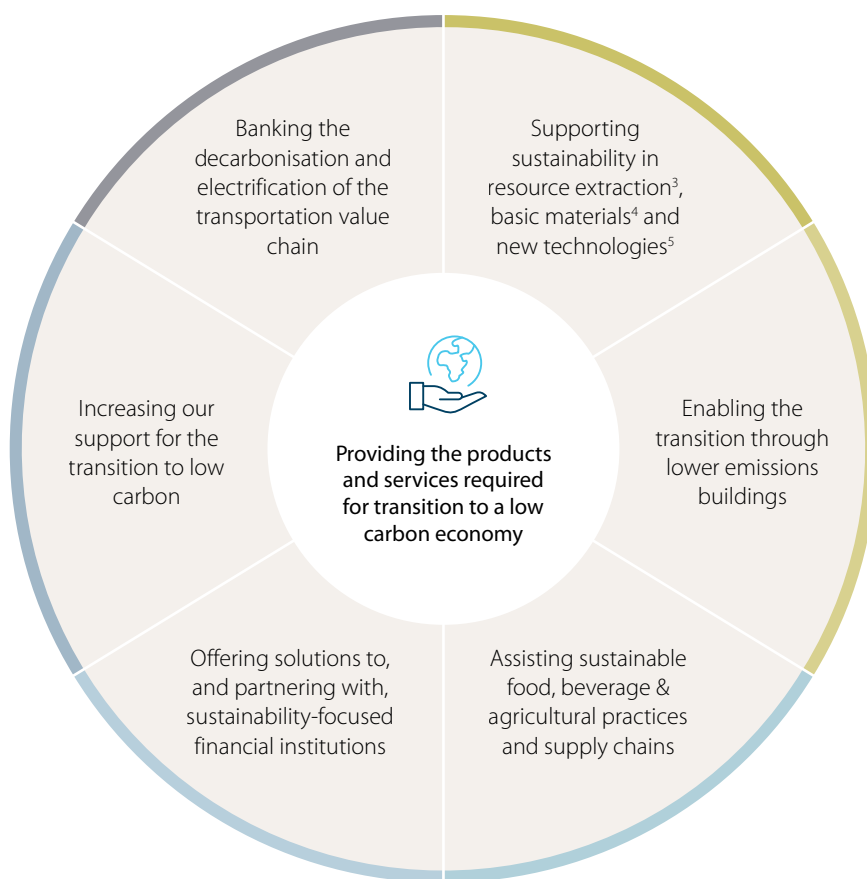 Banking the
decarbonisation and
electrification of the
transportation value
chain
Supporting
sustainability in
resource extraction³,
basic materials⁴ and
new technologies⁵
Increasing our
support for the
transition to low
carbon
Providing the products
and services required
for transition to a low
carbon economy
Enabling the
transition through
lower emissions
buildings
Offering solutions to,
and partnering with,
sustainability-focused
financial institutions
Assisting sustainable
food, beverage &
agricultural practices
and supply chains